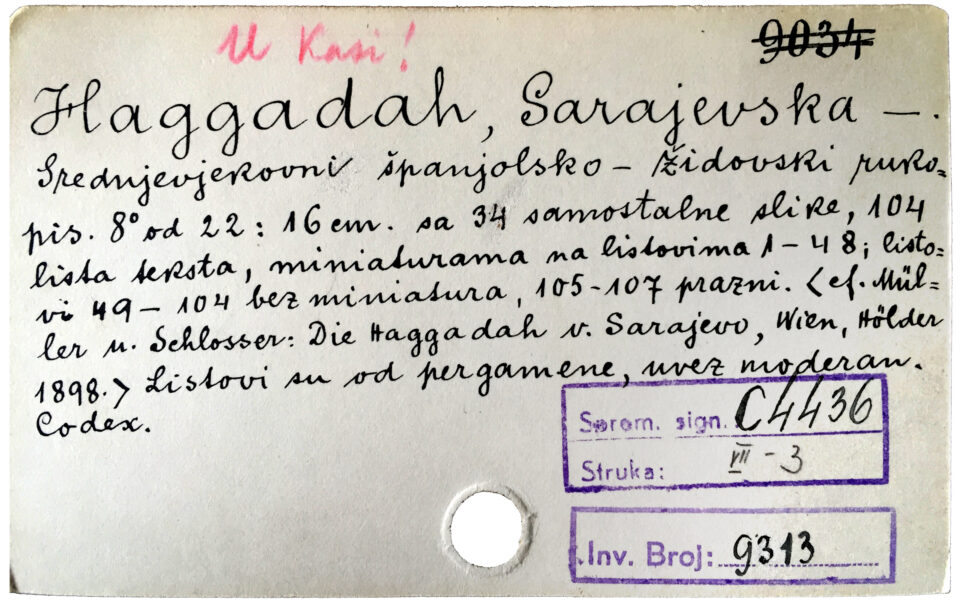 U Kasi!
9034
Haggadah, Sarajevska —.
Srednjevjekovni španjolsko - židovski ruko=
pis. 8° od 22 : 16 cm. sa 34 samostalne slike, 104
lista teksta, miniaturama na listovima 1 - 48; listo=
vi 49 - 104 bez miniatura, 105 - 107 prazni. <cf. Mül=
ler u. Schlosser: Die Haggadah v. Sarajevo, Wien, Hölder
1898.> Listovi su od pergamene, uvez moderan.
Codex.
Sprem. sign. C4436
Struka: VII - 3
Inv. Broj: 9313